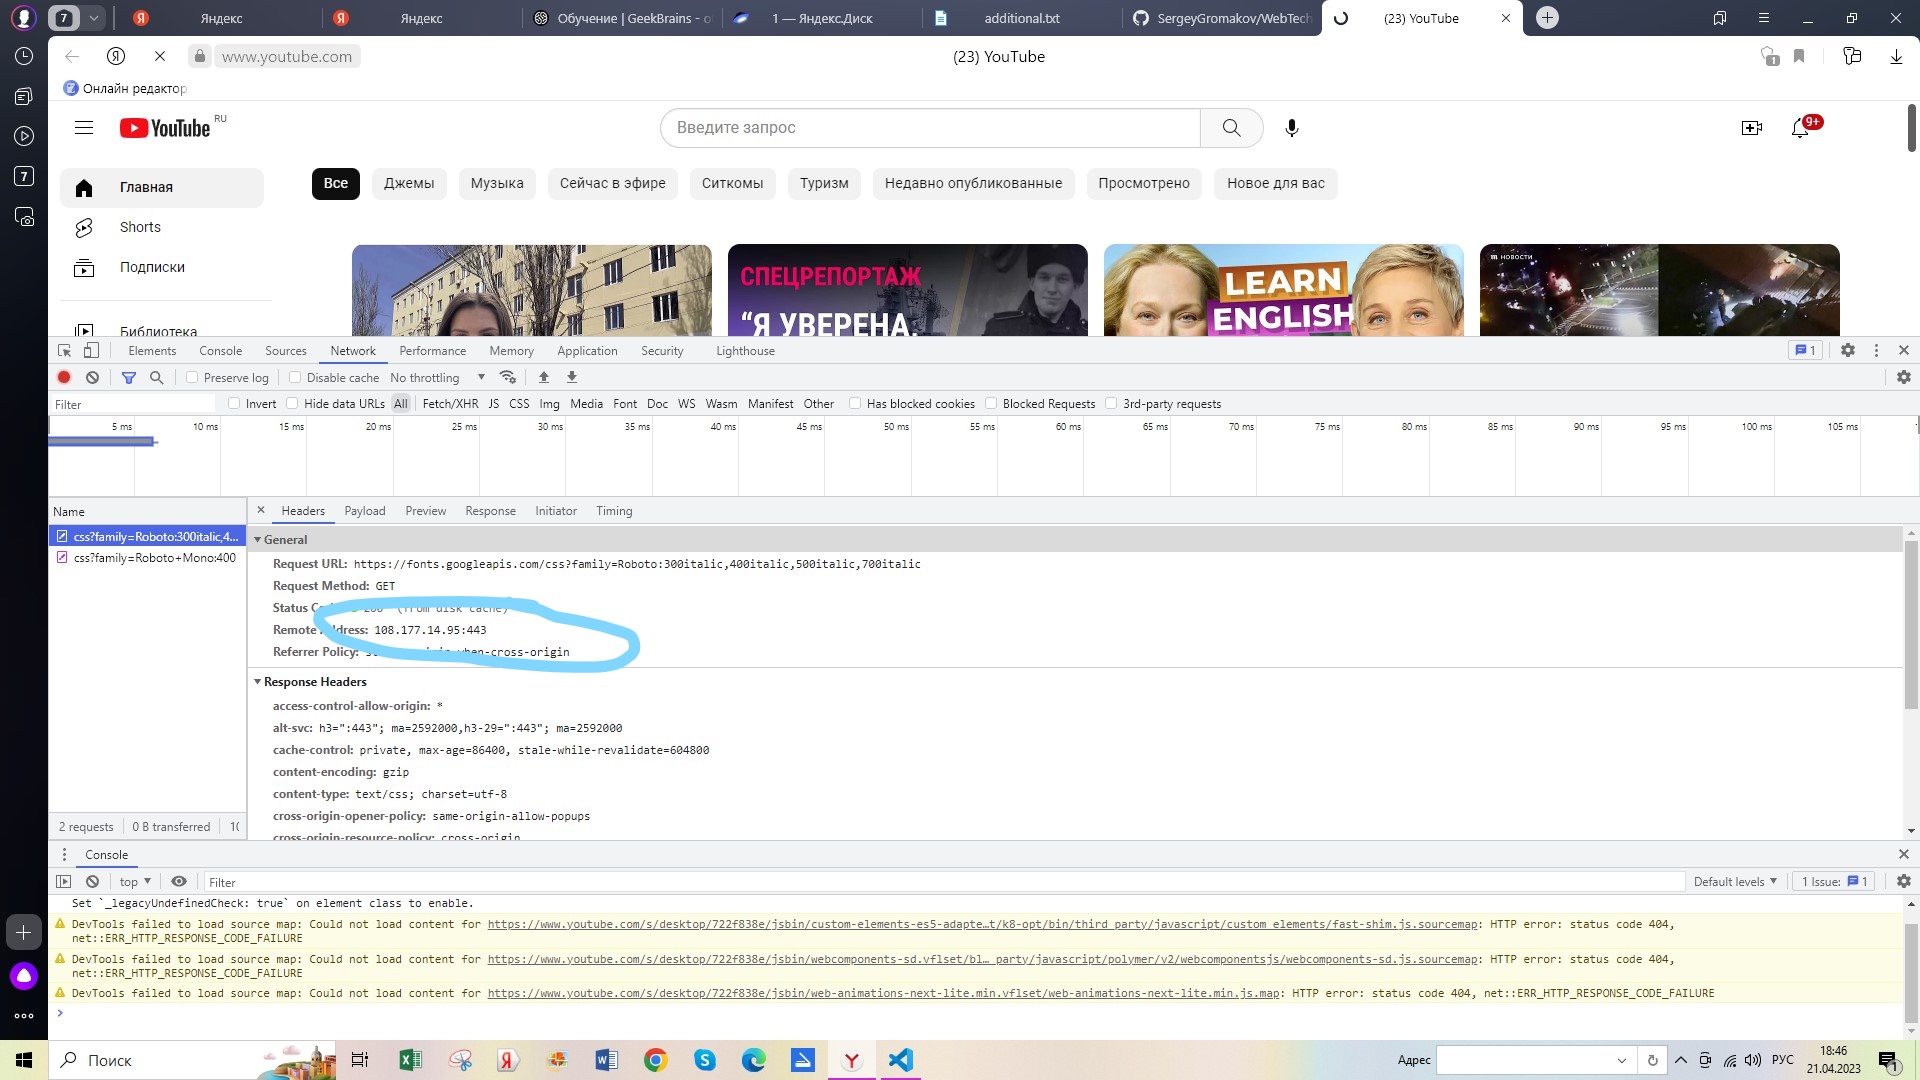 7
Яндекс
Яндекс
Обучение | GeekBrains - о
1 — Яндекс.Диск
additional.txt
SergeyGromakov/WebTech
(23) YouTube
www.youtube.com
(23) YouTube
1
Онлайн редактор
7
YouTube RU
Введите запрос
9+
Главная
Shorts
Подписки
Библиотека
Все
Джемы
Музыка
Сейчас в эфире
Ситкомы
Туризм
Недавно опубликованные
Просмотрено
Новое для вас
СПЕЦРЕПОРТАЖ
“Я УВЕРЕНА,
LEARN
ENGLISH
НОВОСТИ
Elements Console Sources Network Performance Memory Application Security Lighthouse 1
Preserve log Disable cache No throttling
Filter Invert Hide data URLs All Fetch/XHR JS CSS Img Media Font Doc WS Wasm Manifest Other Has blocked cookies Blocked Requests 3rd-party requests
5 ms 10 ms 15 ms 20 ms 25 ms 30 ms 35 ms 40 ms 45 ms 50 ms 55 ms 60 ms 65 ms 70 ms 75 ms 80 ms 85 ms 90 ms 95 ms 100 ms 105 ms
Name
css?family=Roboto:300italic,4...
css?family=Roboto+Mono:400
2 requests 0 B transferred
Headers Payload Preview Response Initiator Timing
General
Request URL: https://fonts.googleapis.com/css?family=Roboto:300italic,400italic,500italic,700italic
Request Method: GET
Status 200 (from disk cache)
Remote Address: 108.177.14.95:443
Referrer Policy: when-cross-origin
Response Headers
access-control-allow-origin: *
alt-svc: h3=":443"; ma=2592000,h3-29=":443"; ma=2592000
cache-control: private, max-age=86400, stale-while-revalidate=604800
content-encoding: gzip
content-type: text/css; charset=utf-8
cross-origin-opener-policy: same-origin-allow-popups
cross-origin-resource-policy: cross-origin
Console
top Filter Default levels 1 Issue: 1
Set `_legacyUndefinedCheck: true` on element class to enable.
DevTools failed to load source map: Could not load content for https://www.youtube.com/s/desktop/722f838e/jsbin/custom-elements-es5-adapte…t/k8-opt/bin/third_party/javascript/custom_elements/fast-shim.js.sourcemap: HTTP error: status code 404,
net::ERR_HTTP_RESPONSE_CODE_FAILURE
DevTools failed to load source map: Could not load content for https://www.youtube.com/s/desktop/722f838e/jsbin/webcomponents-sd.vflset/bl…_party/javascript/polymer/v2/webcomponentsjs/webcomponents-sd.js.sourcemap: HTTP error: status code 404,
net::ERR_HTTP_RESPONSE_CODE_FAILURE
DevTools failed to load source map: Could not load content for https://www.youtube.com/s/desktop/722f838e/jsbin/web-animations-next-lite.min.vflset/web-animations-next-lite.min.js.map: HTTP error: status code 404, net::ERR_HTTP_RESPONSE_CODE_FAILURE
Поиск
Адрес
РУС
18:46
21.04.2023
1